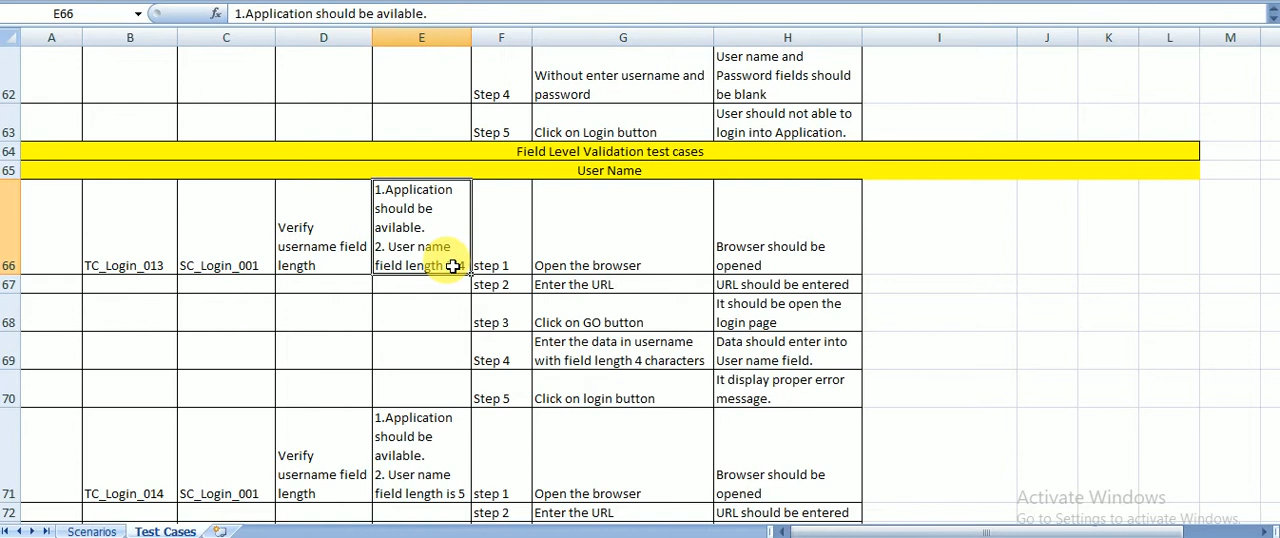 E66 fx 1.Application should be avilable.
A B C D E F G H I J K L M
62 Step 4 Without enter username and password User name and Password fields should be blank
63 Step 5 Click on Login button User should not able to login into Application.
64 Field Level Validation test cases
65 User Name
66 TC_Login_013 SC_Login_001 Verify username field length 1.Application should be avilable. 2. User name field length 4 step 1 Open the browser Browser should be opened
67 step 2 Enter the URL URL should be entered
68 step 3 Click on GO button It should be open the login page
69 Step 4 Enter the data in username with field length 4 characters Data should enter into User name field.
70 Step 5 Click on login button It display proper error message.
71 TC_Login_014 SC_Login_001 Verify username field length 1.Application should be avilable. 2. User name field length is 5 step 1 Open the browser Browser should be opened
72 step 2 Enter the URL URL should be entered
Activate Windows
Go to Settings to activate Windows.
Scenarios Test Cases